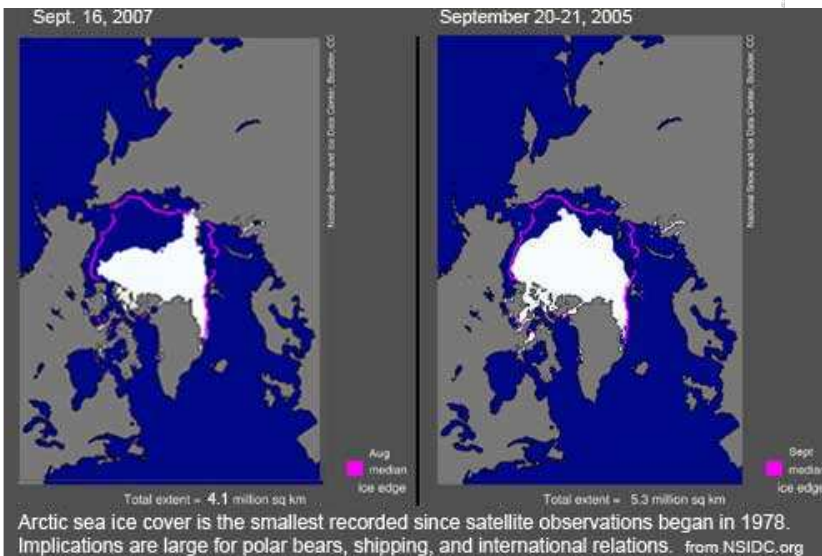 Sept. 16, 2007
September 20-21, 2005
National Snow and Ice Data Center, Boulder, CO
National Snow and Ice Data Center, Boulder, CO
Aug
median
ice edge
Total extent = 4.1 million sq km
Sept
median
ice edge
Total extent = 5.3 million sq km
Arctic sea ice cover is the smallest recorded since satellite observations began in 1978.
Implications are large for polar bears, shipping, and international relations. from NSIDC.org